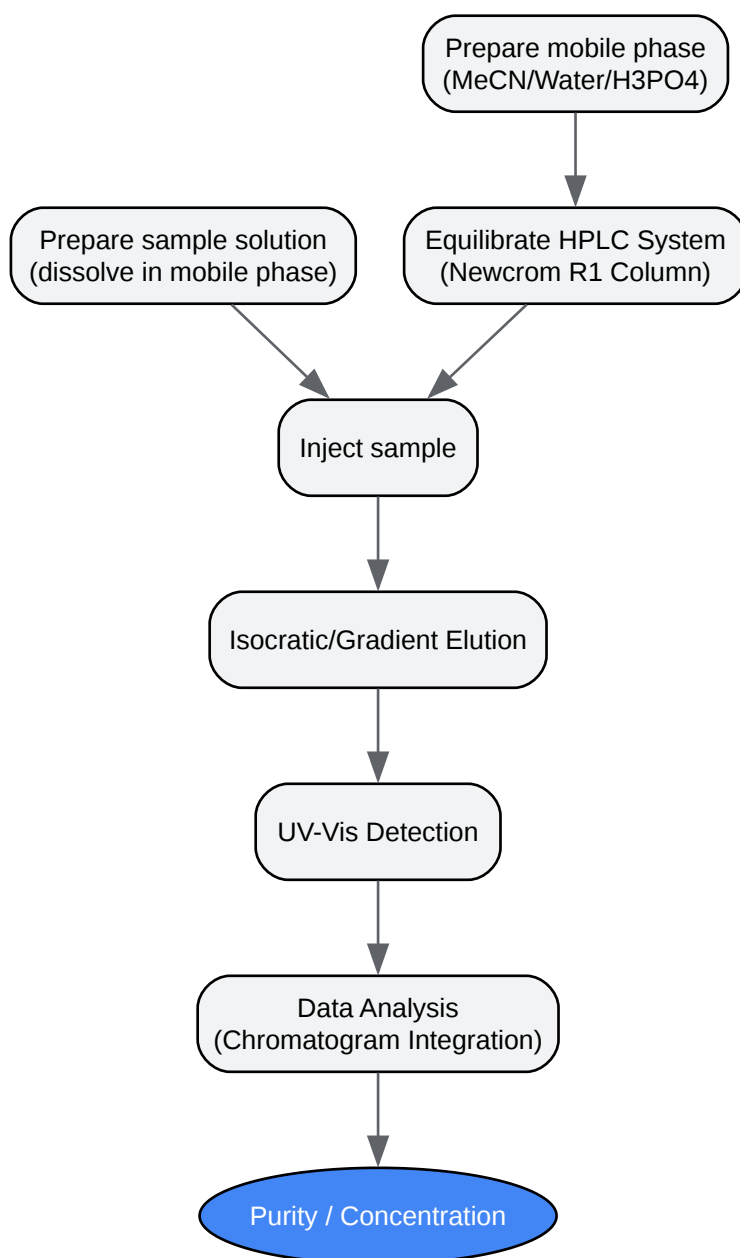 Prepare mobile phase
(MeCN/Water/H3PO4)
Prepare sample solution
(dissolve in mobile phase)
Equilibrate HPLC System
(Newcrom R1 Column)
Inject sample
Isocratic/Gradient Elution
UV-Vis Detection
Data Analysis
(Chromatogram Integration)
Purity / Concentration